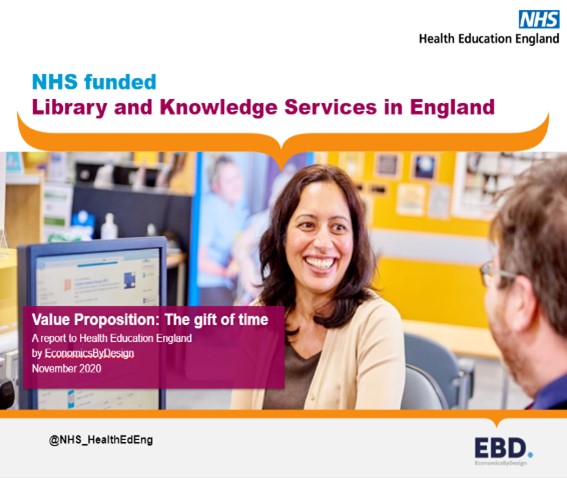 NHS
Health Education England
NHS funded
Library and Knowledge Services in England
Value Proposition: The gift of time
A report to Health Education England
by EconomicsByDesign
November 2020
@NHS_HealthEdEng
EBD.
EconomicsByDesign